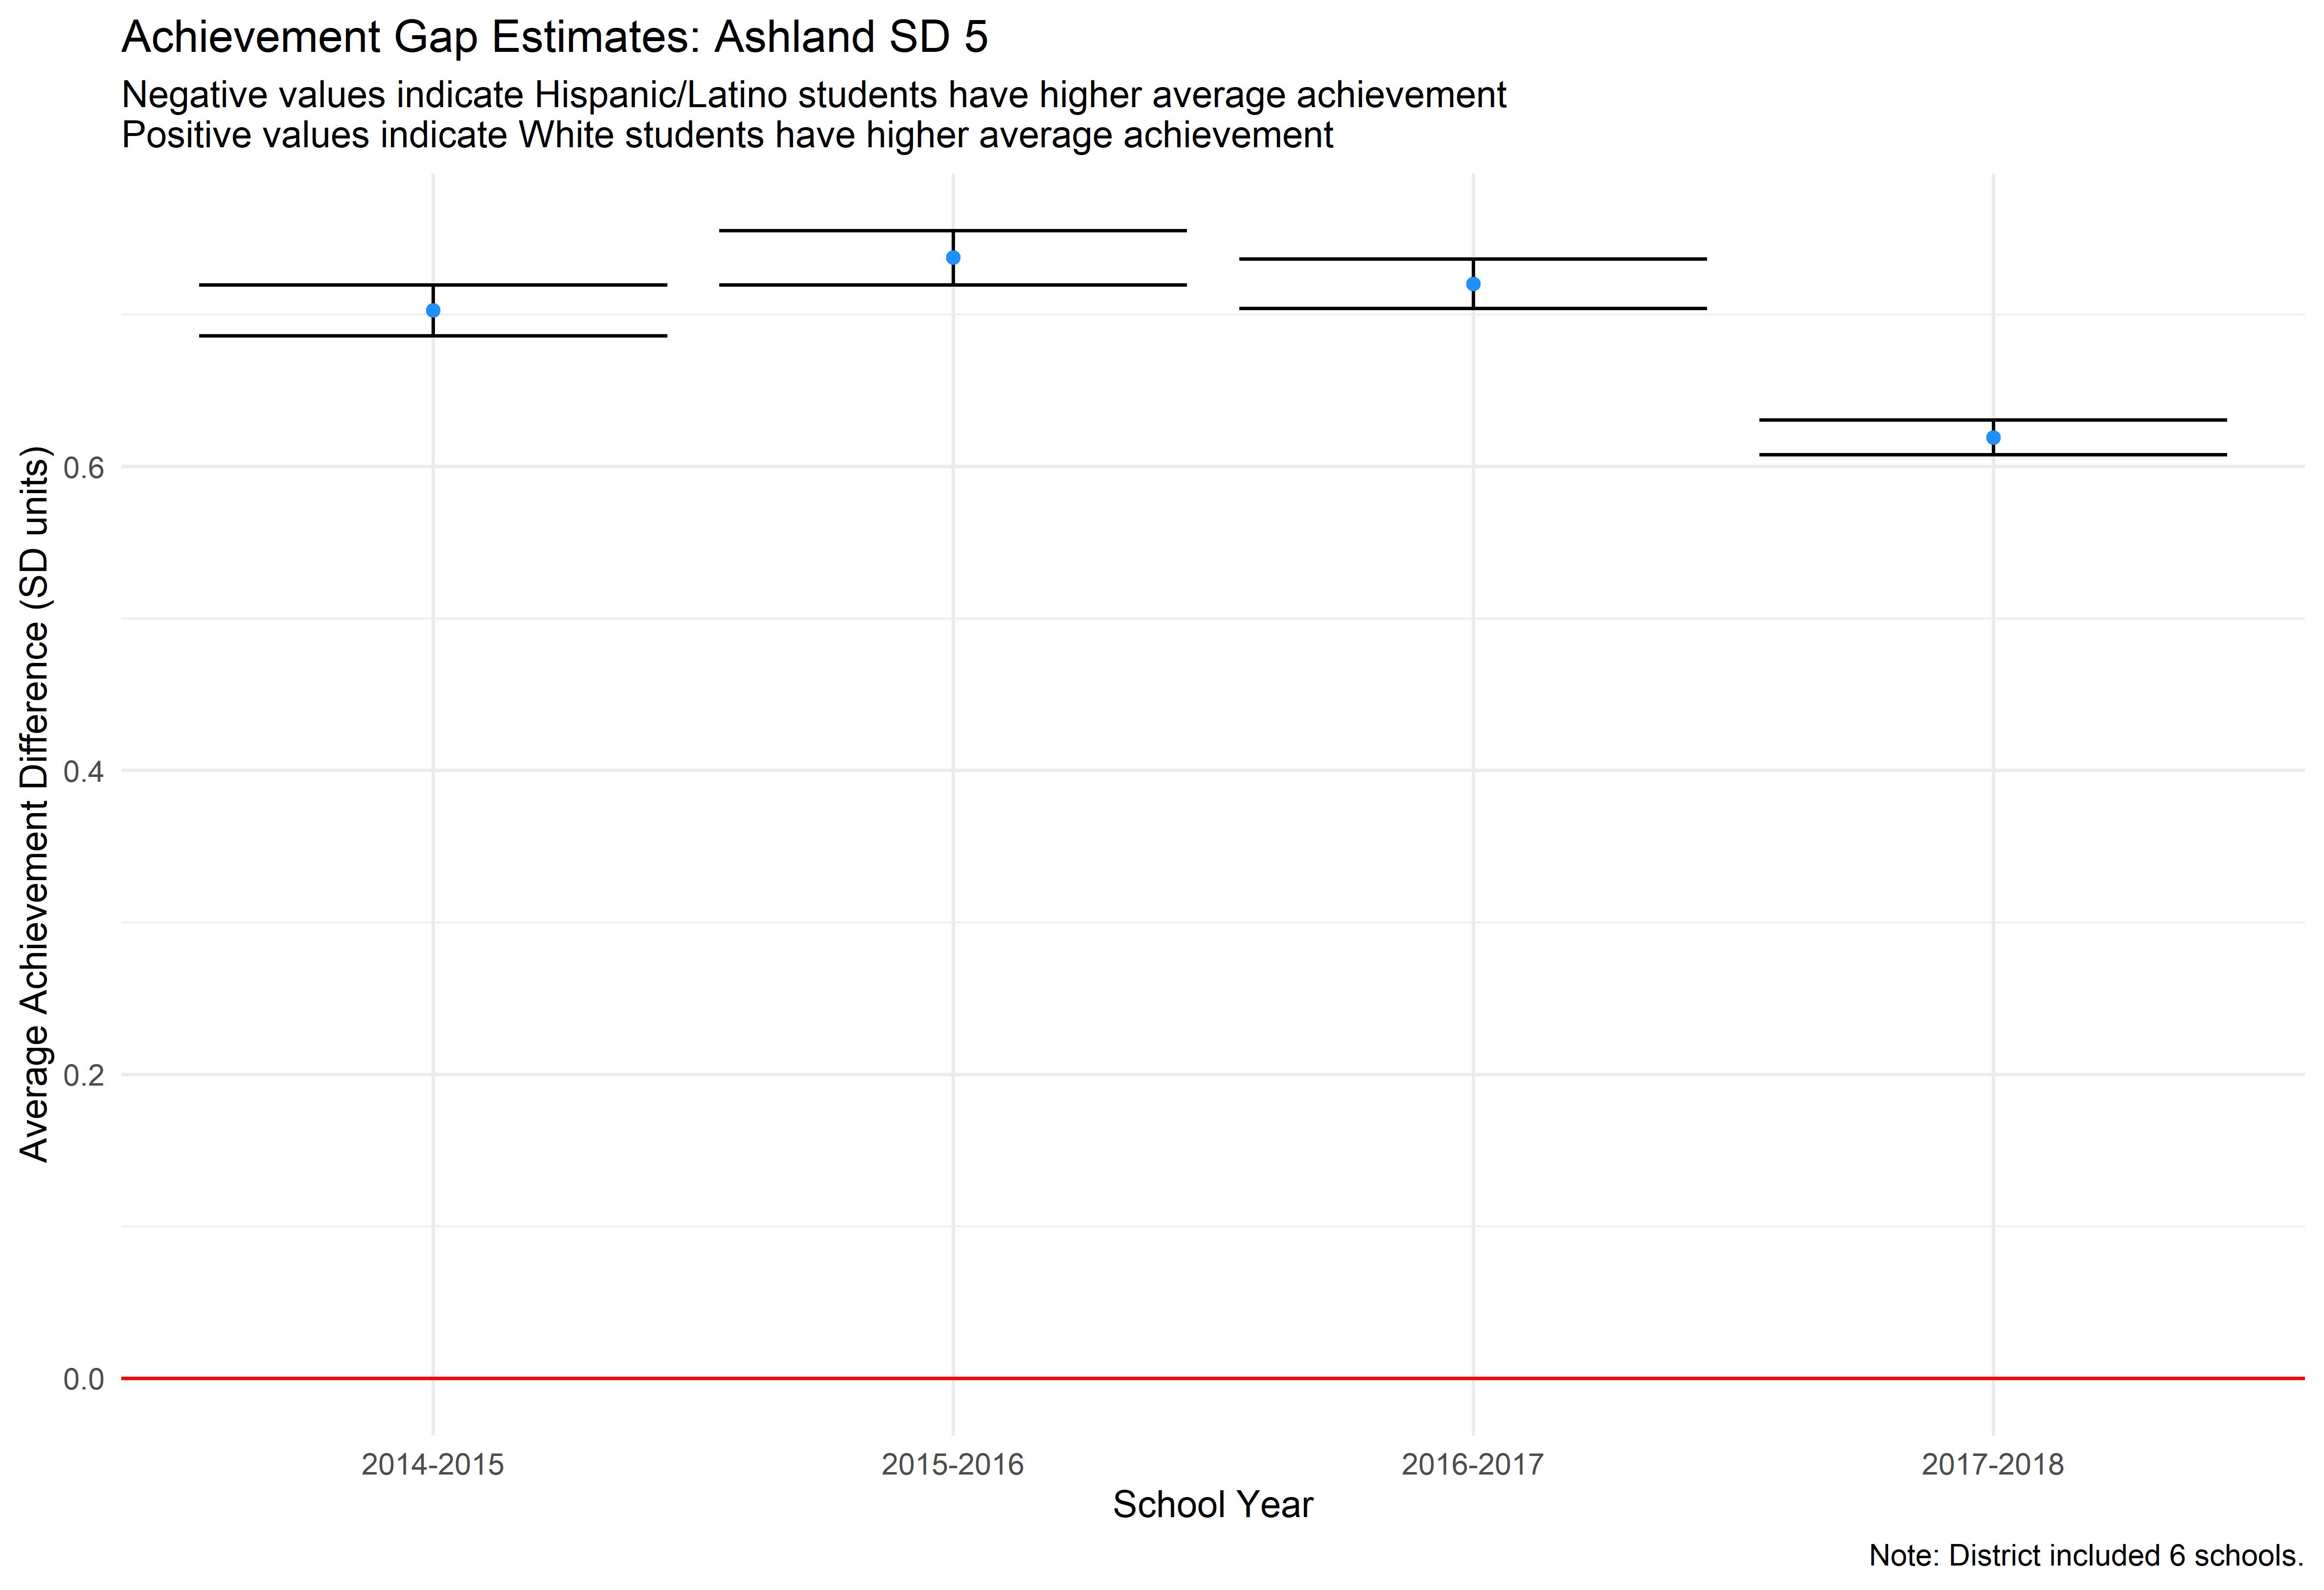 Achievement Gap Estimates: Ashland SD 5
Negative values indicate Hispanic/Latino students have higher average achievement
Positive values indicate White students have higher average achievement
Average Achievement Difference (SD units)
0.6
0.4
0.2
0.0
2014-2015
2015-2016
2016-2017
2017-2018
School Year
Note: District included 6 schools.